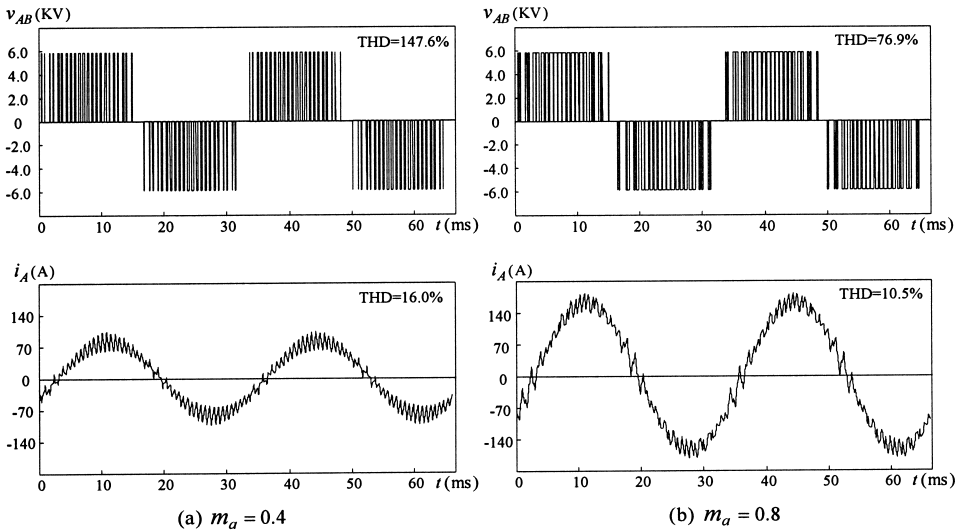 v_AB (KV)
THD=147.6%
6.0
4.0
2.0
0
-2.0
-4.0
-6.0
0 10 20 30 40 50 60 t (ms)
v_AB (KV)
THD=76.9%
6.0
4.0
2.0
0
-2.0
-4.0
-6.0
0 10 20 30 40 50 60 t (ms)
i_A (A)
THD=16.0%
140
70
0
-70
-140
0 10 20 30 40 50 60 t (ms)
(a) m_a = 0.4
i_A (A)
THD=10.5%
140
70
0
-70
-140
0 10 20 30 40 50 60 t (ms)
(b) m_a = 0.8